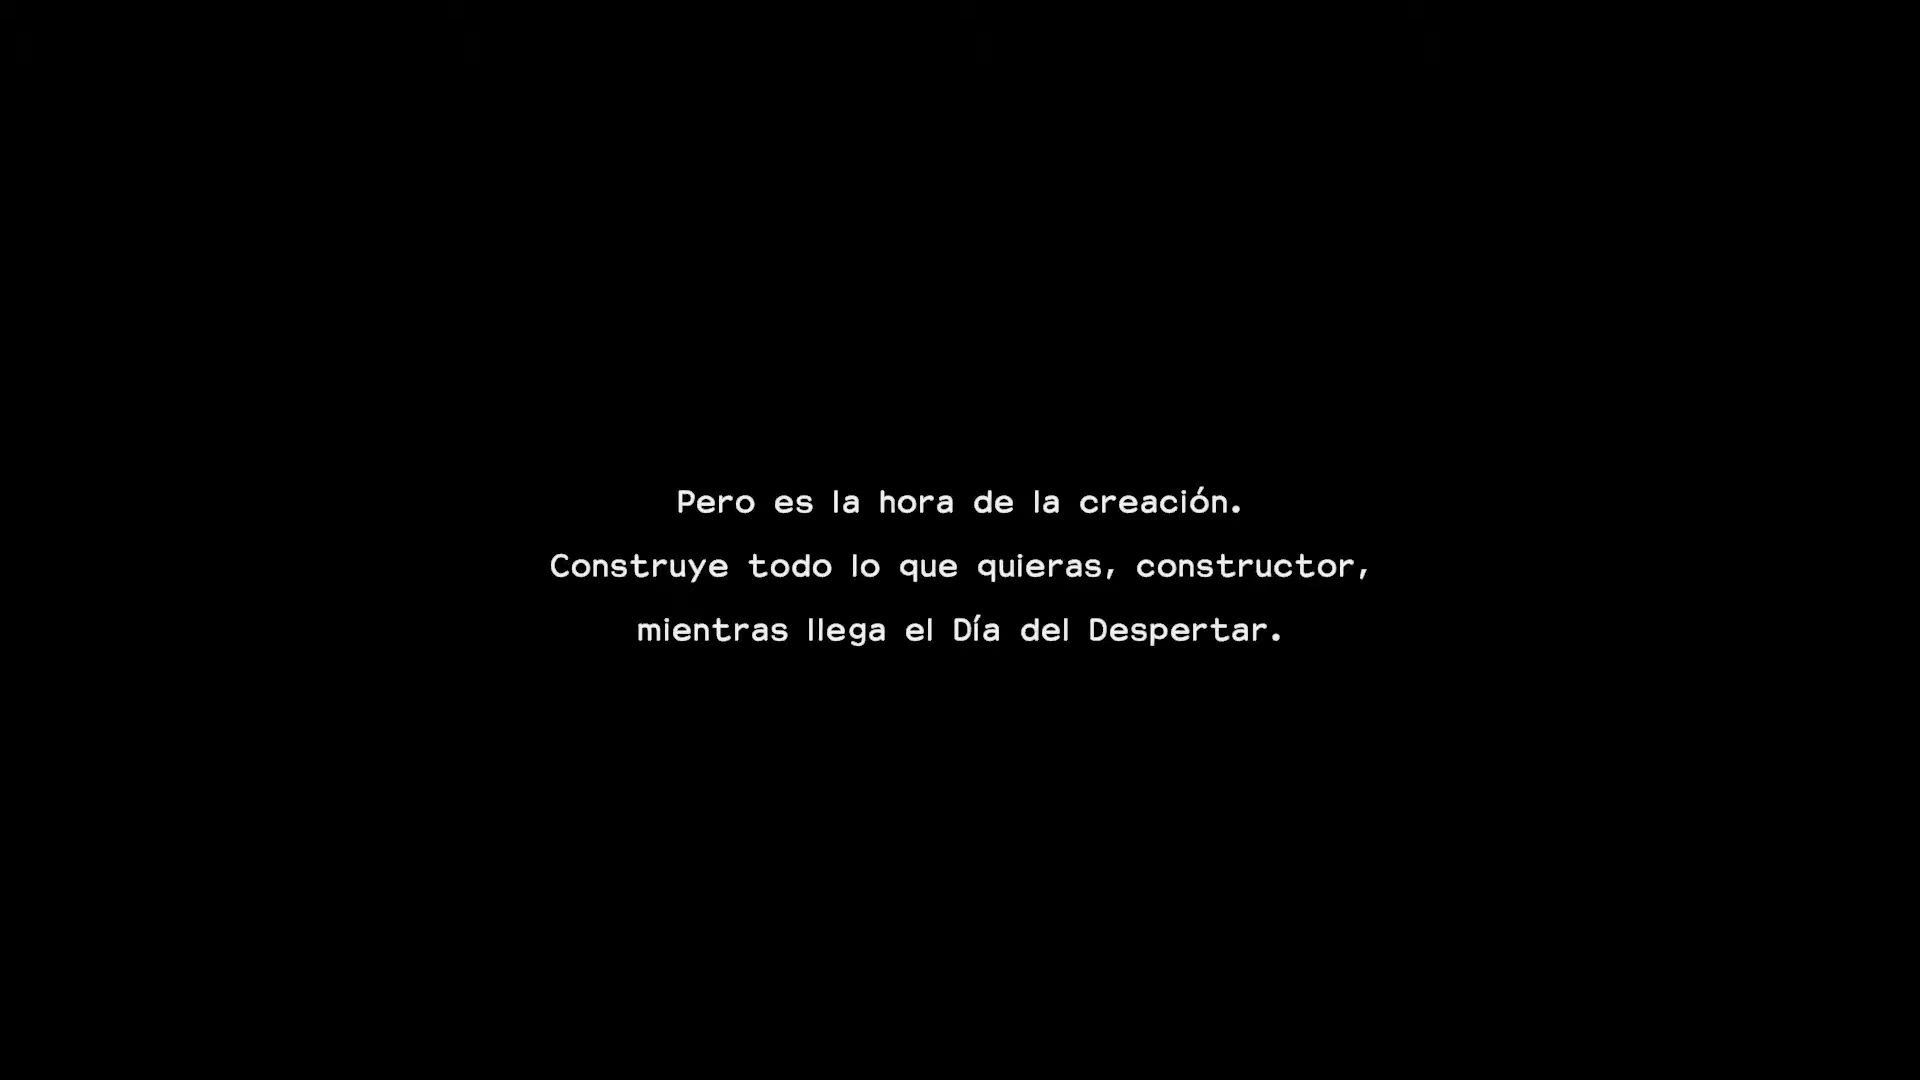 Pero es la hora de la creación.
Construye todo lo que quieras, constructor,
mientras llega el Día del Despertar.